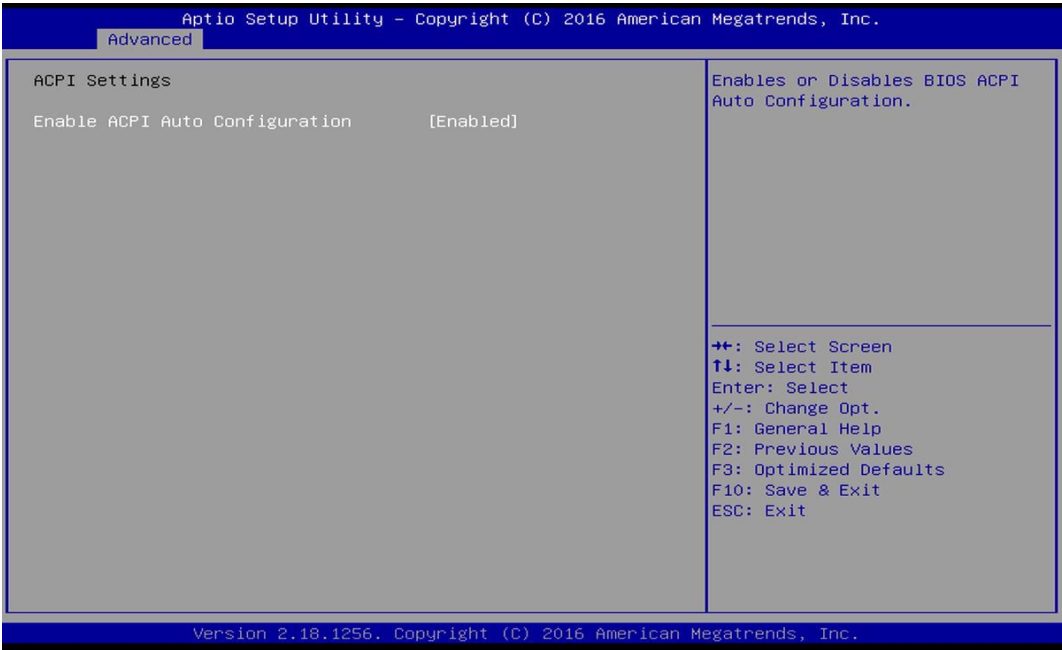 Aptio Setup Utility – Copyright (C) 2016 American Megatrends, Inc.
Advanced
ACPI Settings
Enable ACPI Auto Configuration [Enabled]
Enables or Disables BIOS ACPI
Auto Configuration.
→←: Select Screen
↑↓: Select Item
Enter: Select
+/-: Change Opt.
F1: General Help
F2: Previous Values
F3: Optimized Defaults
F10: Save & Exit
ESC: Exit
Version 2.18.1256. Copyright (C) 2016 American Megatrends, Inc.